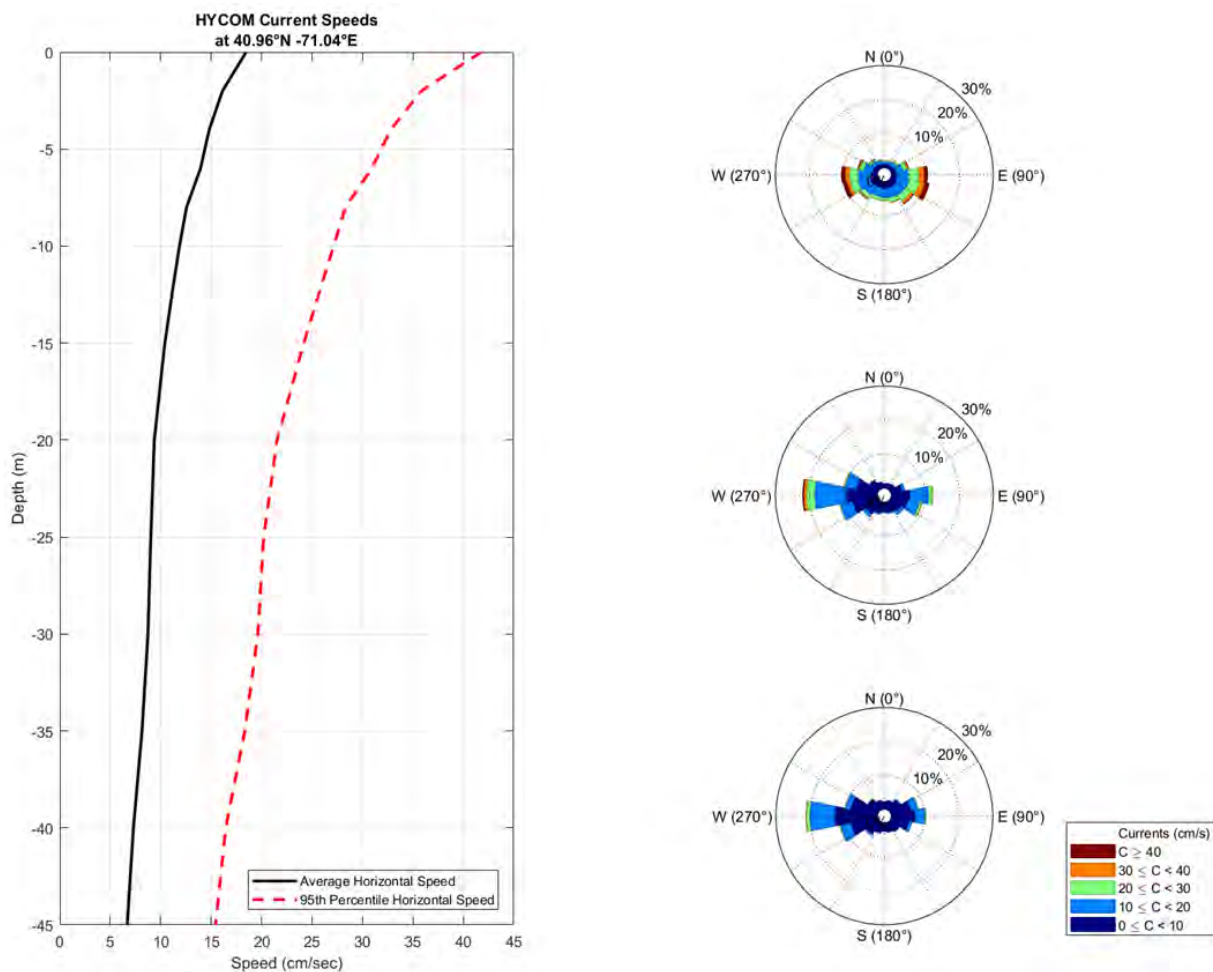 HYCOM Current Speeds
at 40.96°N -71.04°E
0
-5
-10
-15
-20
-25
-30
-35
-40
-45
Depth (m)
0 5 10 15 20 25 30 35 40 45
Speed (cm/sec)
Average Horizontal Speed
95th Percentile Horizontal Speed
N (0°)
30%
20%
10%
W (270°)
E (90°)
S (180°)
N (0°)
30%
20%
10%
W (270°)
E (90°)
S (180°)
N (0°)
30%
20%
10%
W (270°)
E (90°)
S (180°)
Currents (cm/s)
C ≥ 40
30 ≤ C < 40
20 ≤ C < 30
10 ≤ C < 20
0 ≤ C < 10